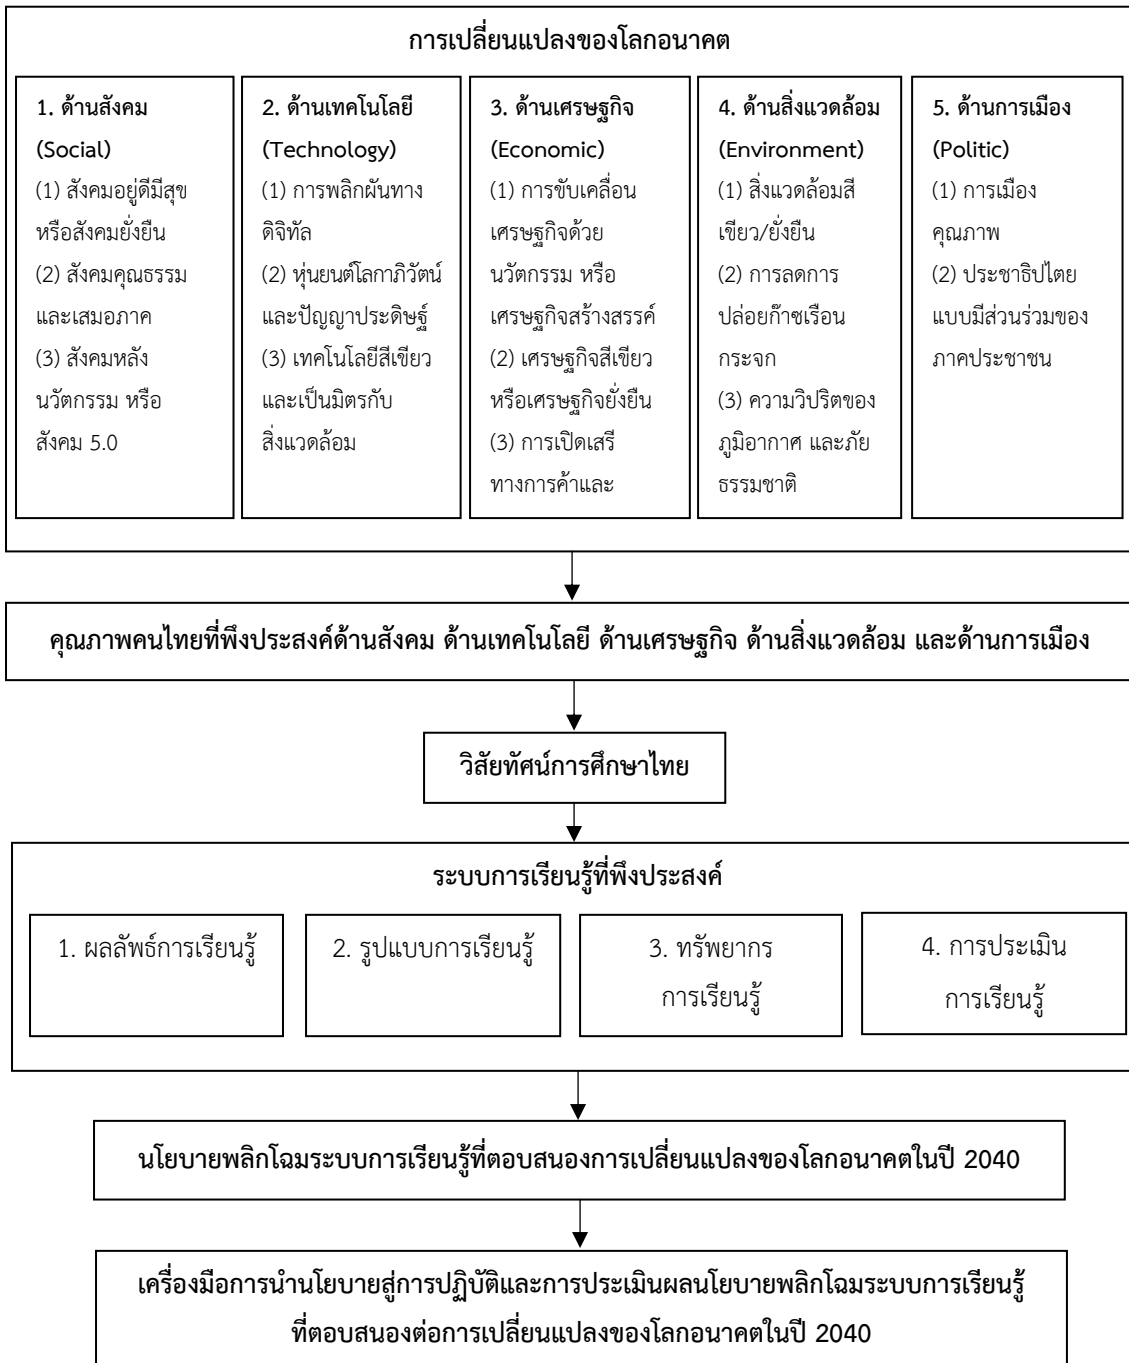 การเปลี่ยนแปลงของโลกอนาคต
1. ด้านสังคม
(Social)
(1) สังคมอยู่ดีมีสุข
หรือสังคมยั่งยืน
(2) สังคมคุณธรรม
และเสมอภาค
(3) สังคมหลัง
นวัตกรรม หรือ
สังคม 5.0
2. ด้านเทคโนโลยี
(Technology)
(1) การพลิกผันทาง
ดิจิทัล
(2) หุ่นยนต์โลกาภิวัตน์
และปัญญาประดิษฐ์
(3) เทคโนโลยีสีเขียว
และเป็นมิตรกับ
สิ่งแวดล้อม
3. ด้านเศรษฐกิจ
(Economic)
(1) การขับเคลื่อน
เศรษฐกิจด้วย
นวัตกรรม หรือ
เศรษฐกิจสร้างสรรค์
(2) เศรษฐกิจสีเขียว
หรือเศรษฐกิจยั่งยืน
(3) การเปิดเสรี
ทางการค้าและ
4. ด้านสิ่งแวดล้อม
(Environment)
(1) สิ่งแวดล้อมสี
เขียว/ยั่งยืน
(2) การลดการ
ปล่อยก๊าซเรือน
กระจก
(3) ความวิปริตของ
ภูมิอากาศ และภัย
ธรรมชาติ
5. ด้านการเมือง
(Politic)
(1) การเมือง
คุณภาพ
(2) ประชาธิปไตย
แบบมีส่วนร่วมของ
ภาคประชาชน
คุณภาพคนไทยที่พึงประสงค์ด้านสังคม ด้านเทคโนโลยี ด้านเศรษฐกิจ ด้านสิ่งแวดล้อม และด้านการเมือง
วิสัยทัศน์การศึกษาไทย
ระบบการเรียนรู้ที่พึงประสงค์
1. ผลลัพธ์การเรียนรู้
2. รูปแบบการเรียนรู้
3. ทรัพยากร
การเรียนรู้
4. การประเมิน
การเรียนรู้
นโยบายพลิกโฉมระบบการเรียนรู้ที่ตอบสนองการเปลี่ยนแปลงของโลกอนาคตในปี 2040
เครื่องมือการนำนโยบายสู่การปฏิบัติและการประเมินผลนโยบายพลิกโฉมระบบการเรียนรู้
ที่ตอบสนองต่อการเปลี่ยนแปลงของโลกอนาคตในปี 2040